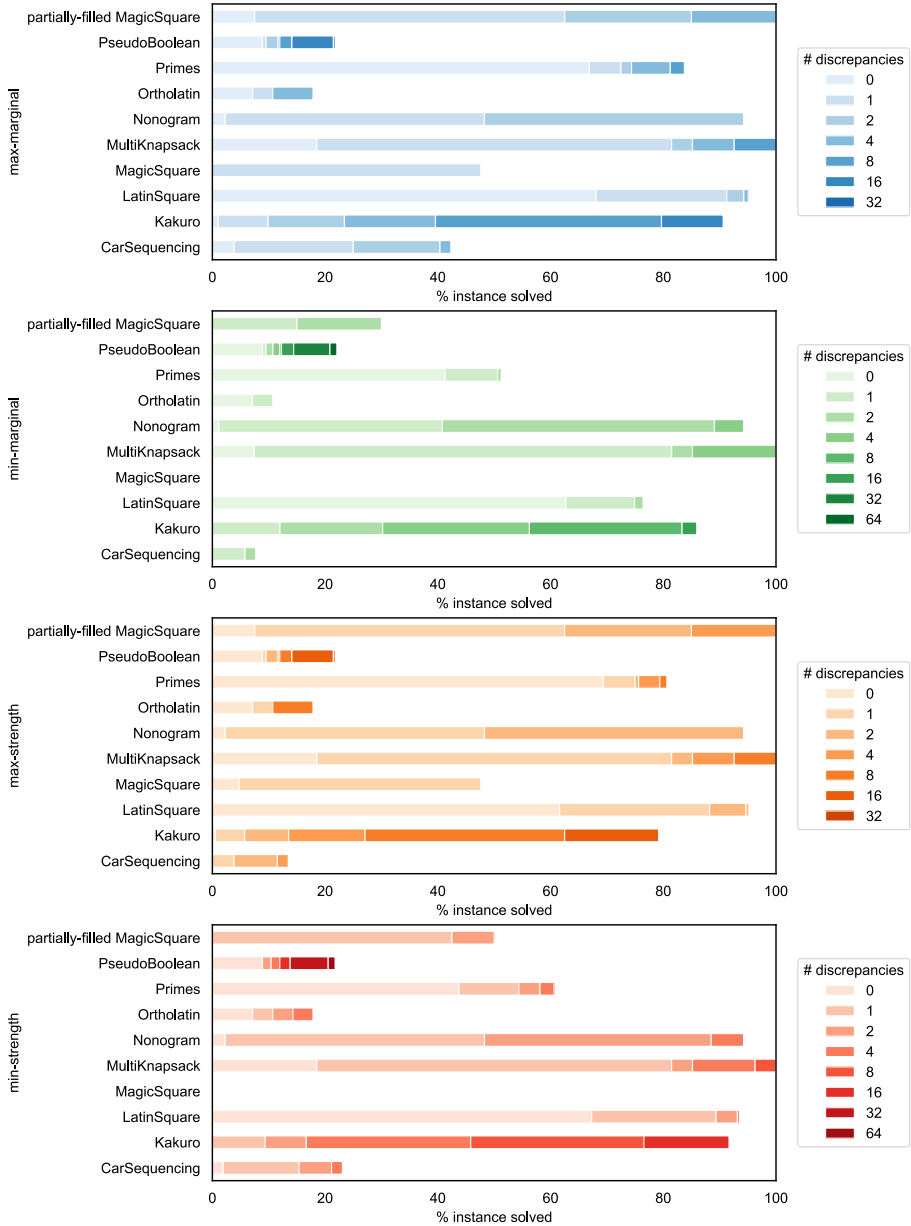 max-marginal
partially-filled MagicSquare
PseudoBoolean
Primes
Ortholatin
Nonogram
MultiKnapsack
MagicSquare
LatinSquare
Kakuro
CarSequencing
0 20 40 60 80 100
% instance solved
# discrepancies
0
1
2
4
8
16
32
min-marginal
partially-filled MagicSquare
PseudoBoolean
Primes
Ortholatin
Nonogram
MultiKnapsack
MagicSquare
LatinSquare
Kakuro
CarSequencing
0 20 40 60 80 100
% instance solved
# discrepancies
0
1
2
4
8
16
32
64
max-strength
partially-filled MagicSquare
PseudoBoolean
Primes
Ortholatin
Nonogram
MultiKnapsack
MagicSquare
LatinSquare
Kakuro
CarSequencing
0 20 40 60 80 100
% instance solved
# discrepancies
0
1
2
4
8
16
32
min-strength
partially-filled MagicSquare
PseudoBoolean
Primes
Ortholatin
Nonogram
MultiKnapsack
MagicSquare
LatinSquare
Kakuro
CarSequencing
0 20 40 60 80 100
% instance solved
# discrepancies
0
1
2
4
8
16
32
64